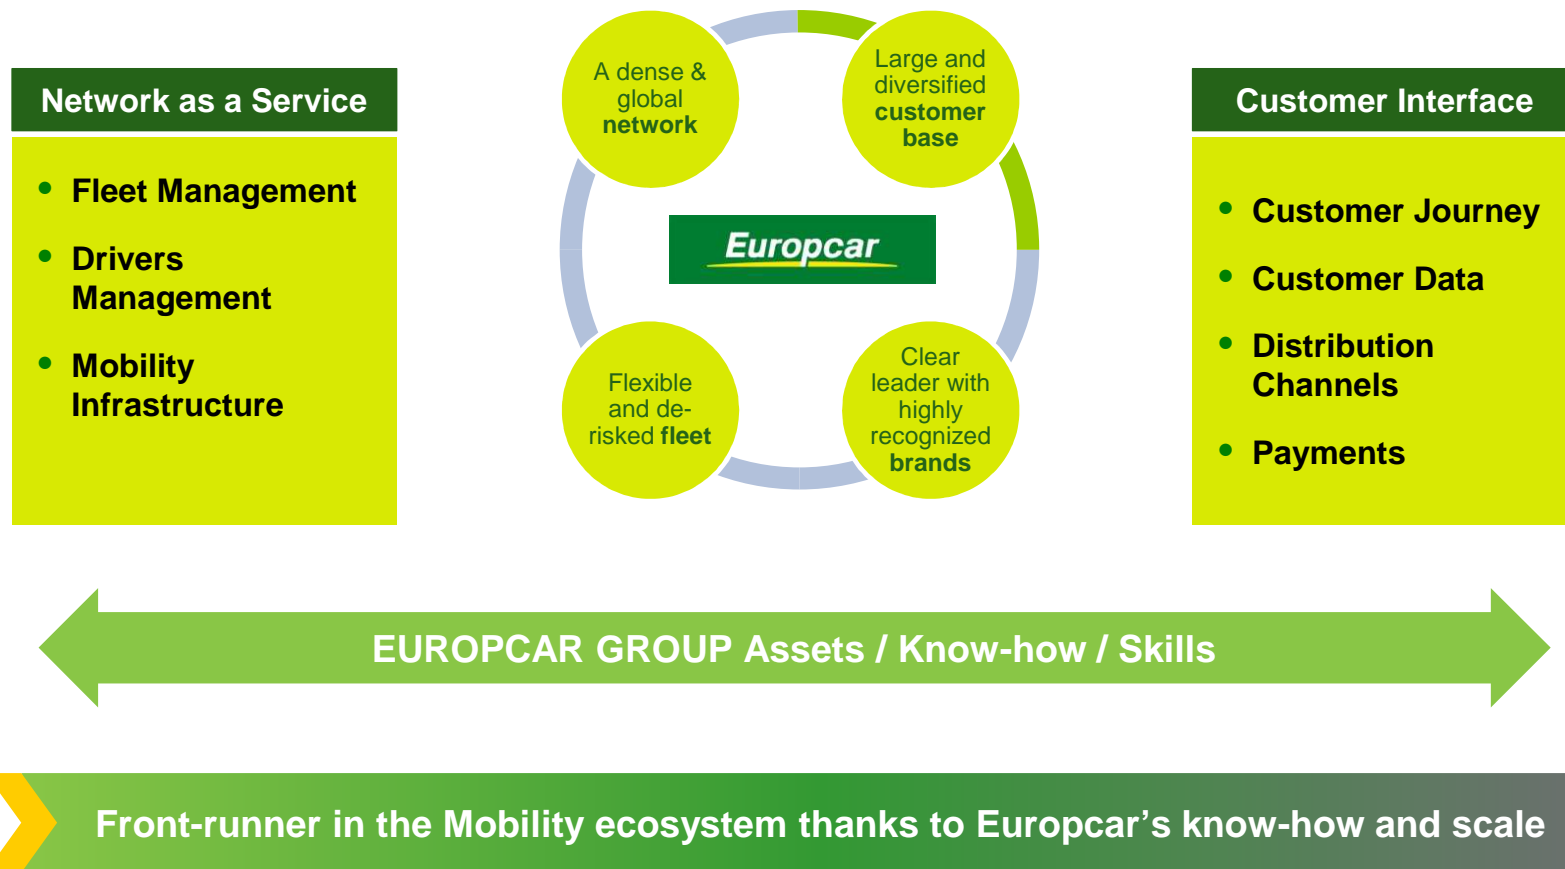 Network as a Service
• Fleet Management
• Drivers
Management
• Mobility
Infrastructure
A dense &
global
network
Large and
diversified
customer
base
Europcar
Flexible
and de-
risked fleet
Clear
leader with
highly
recognized
brands
Customer Interface
• Customer Journey
• Customer Data
• Distribution
Channels
• Payments
EUROPCAR GROUP Assets / Know-how / Skills
Front-runner in the Mobility ecosystem thanks to Europcar’s know-how and scale